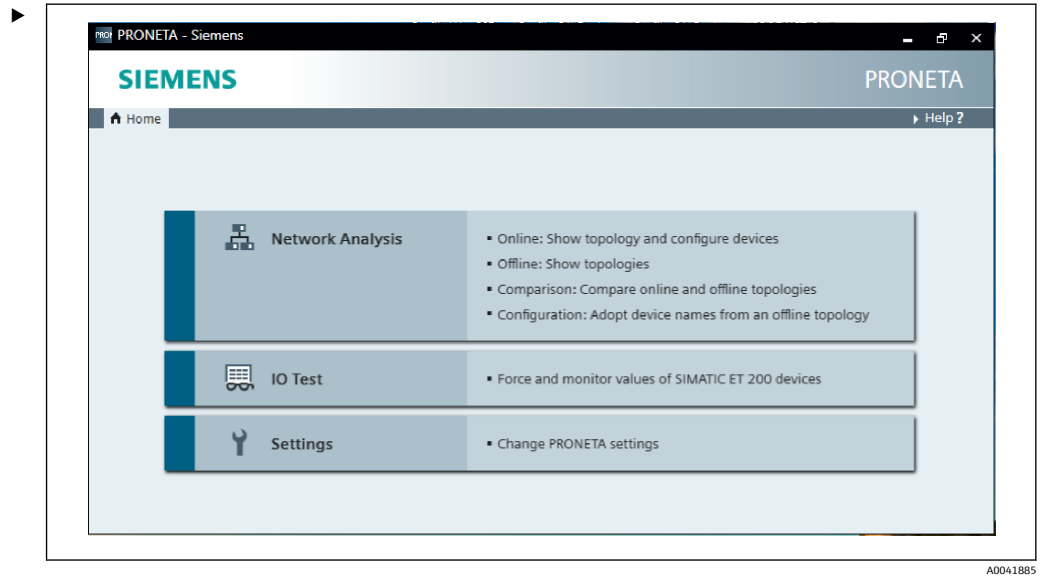 PRONETA - Siemens
SIEMENS
PRONETA
Home
Help ?
Network Analysis
▪ Online: Show topology and configure devices
▪ Offline: Show topologies
▪ Comparison: Compare online and offline topologies
▪ Configuration: Adopt device names from an offline topology
IO Test
▪ Force and monitor values of SIMATIC ET 200 devices
Settings
▪ Change PRONETA settings
A0041885